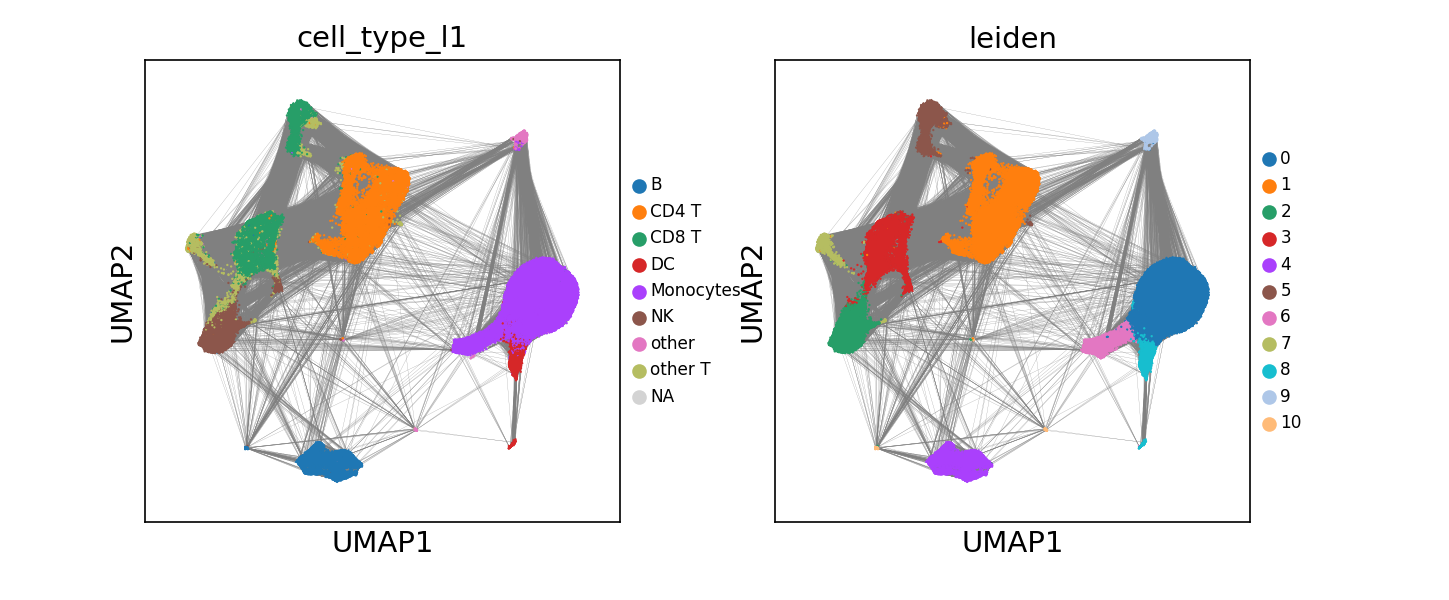 cell_type_l1
UMAP2
UMAP1
B
CD4 T
CD8 T
DC
Monocytes
NK
other
other T
NA
leiden
UMAP2
UMAP1
0
1
2
3
4
5
6
7
8
9
10